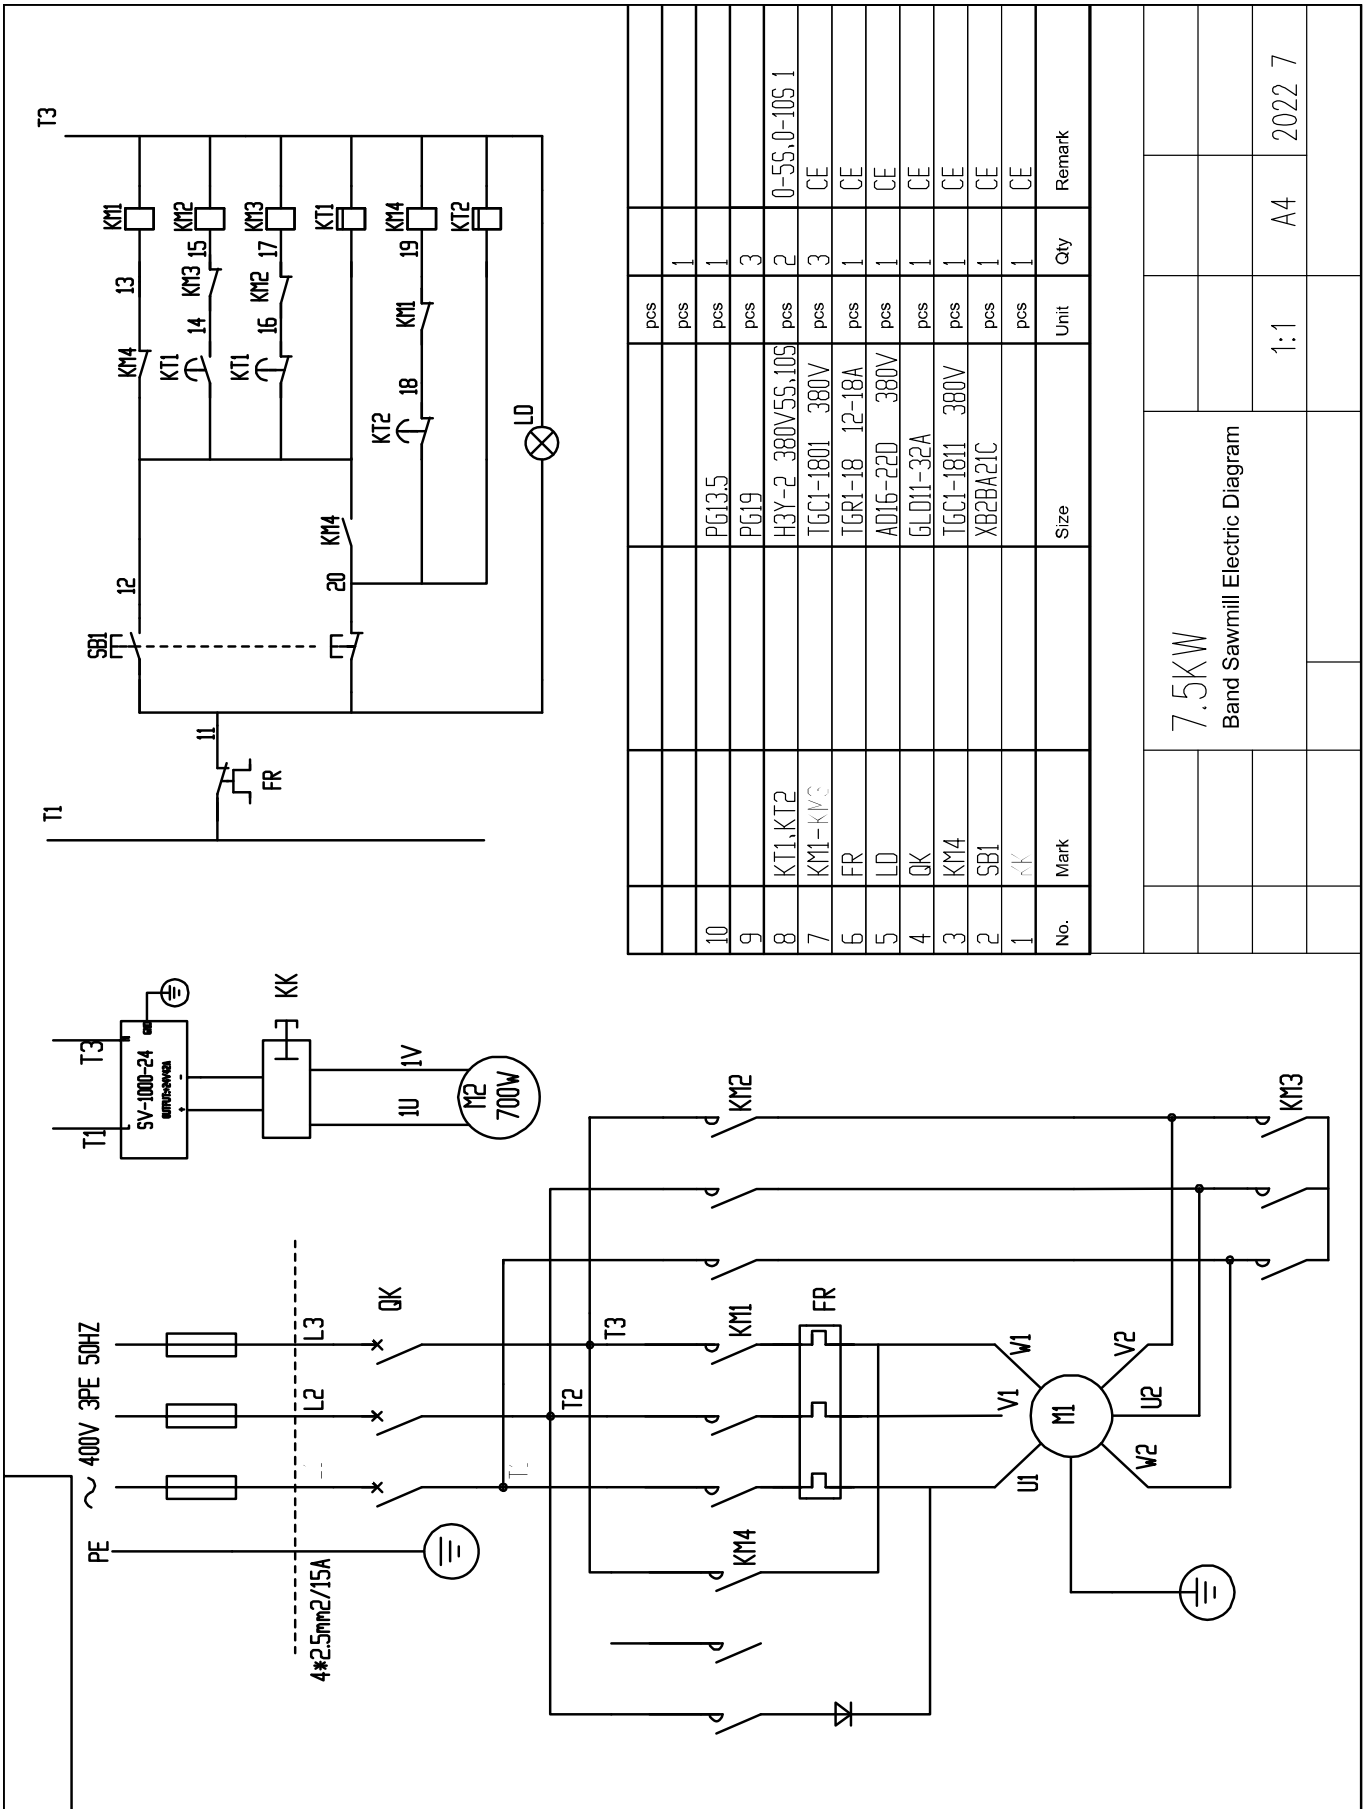 PE
~ 400V 3PE 50HZ
4*2.5mm2/15A
L2
L3
QK
T2
T3
KM4
KM1
KM2
FR
U1
V1
W1
M1
W2
U2
V2
KM3
T1
T3
SV-1000-24
OUTPUT:+24V42A
+
-
GND
KK
1U
1V
M2
700W
T1
T3
FR
11
SB1
12
KM4
13
KM1
KT1
14
KM3
15
KM2
KT1
16
KM2
17
KM3
20
KM4
KT1
KT2
18
KM1
19
KM4
KT2
LD
pcs
pcs 1
10 PG13.5 pcs 1
9 PG19 pcs 3
8 KT1,KT2 H3Y-2 380V5S,10S pcs 2 0-5S,0-10S 1
7 KM1-KM3 TGC1-1801 380V pcs 3 CE
6 FR TGR1-18 12-18A pcs 1 CE
5 LD AD16-22D 380V pcs 1 CE
4 QK GLD11-32A pcs 1 CE
3 KM4 TGC1-1811 380V pcs 1 CE
2 SB1 XB2BA21C pcs 1 CE
1 pcs 1 CE
No. Mark Size Unit Qty Remark
7.5KW
Band Sawmill Electric Diagram
1:1 A4 2022 7